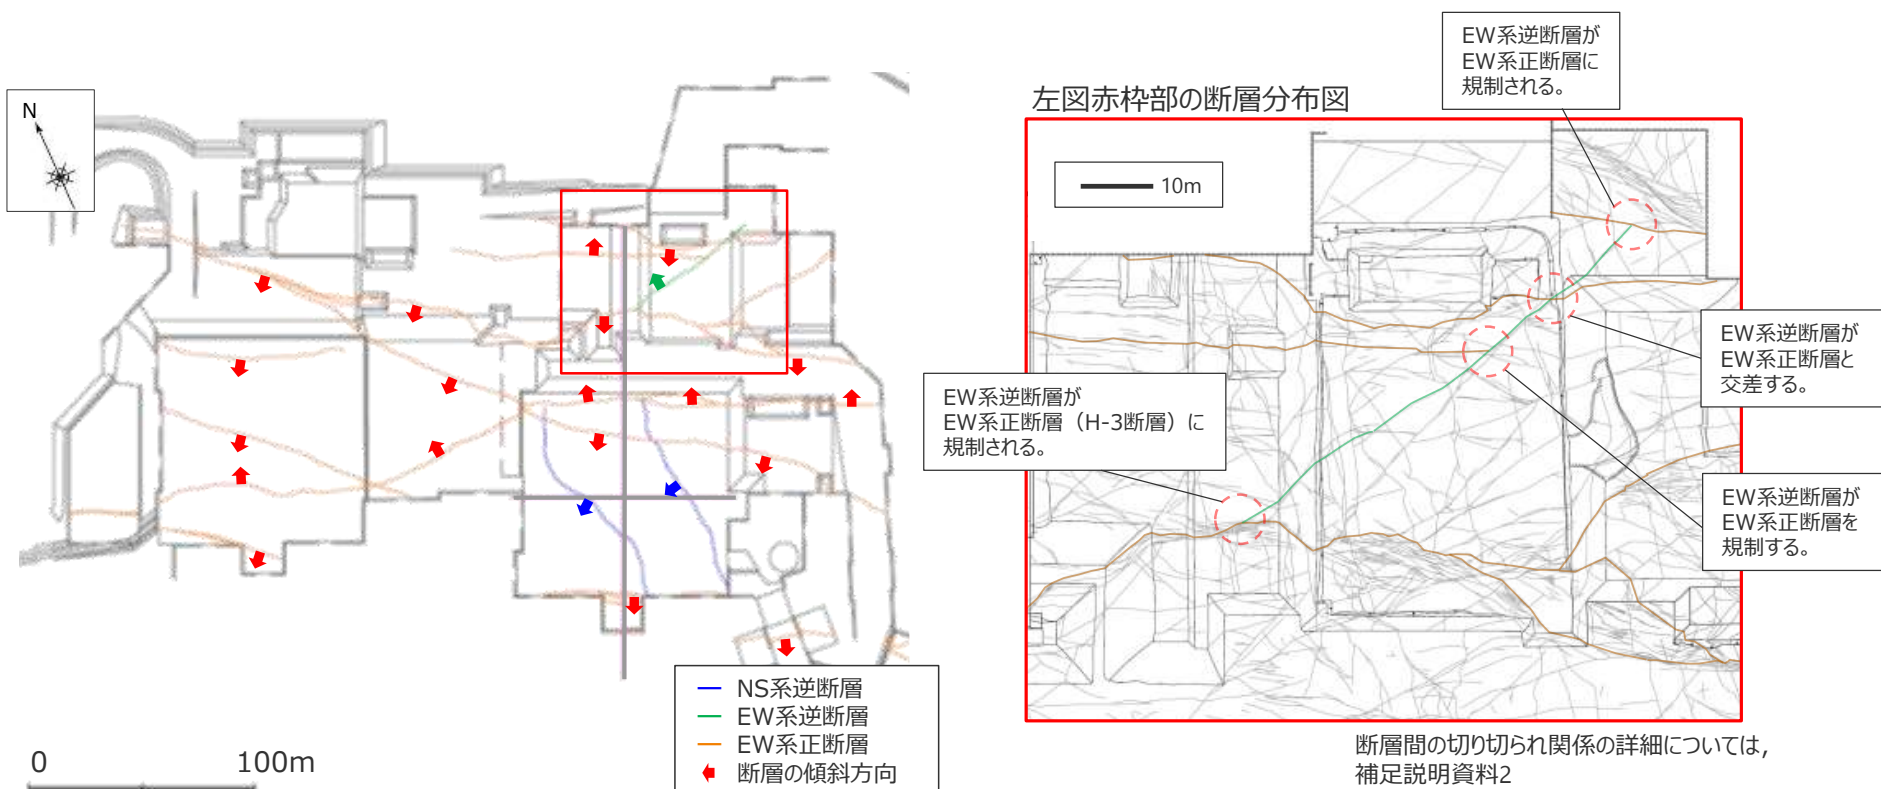 N
EW系逆断層が
EW系正断層に
規制される。
左図赤枠部の断層分布図
10m
EW系逆断層が
EW系正断層と
交差する。
EW系逆断層が
EW系正断層（H-3断層）に
規制される。
EW系逆断層が
EW系正断層を
規制する。
NS系逆断層
EW系逆断層
EW系正断層
断層の傾斜方向
0 100m
断層間の切り切られ関係の詳細については，
補足説明資料2